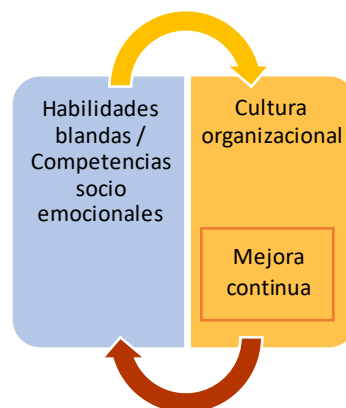 Habilidades
blandas /
Competencias
socio
emocionales
Cultura
organizacional
Mejora
continua